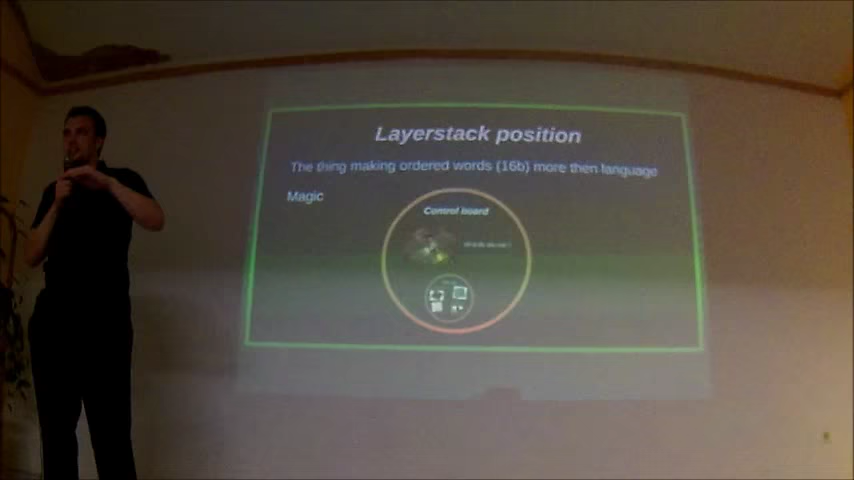 Layerstack position
The thing making ordered words (16b) more then language
Magic
Control board